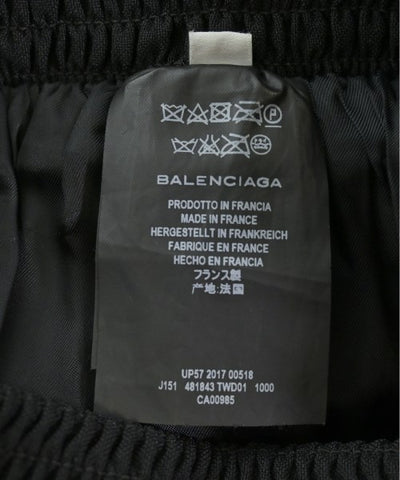 P
BALENCIAGA
PRODOTTO IN FRANCIA
MADE IN FRANCE
HERGESTELLT IN FRANKREICH
FABRIQUE EN FRANCE
HECHO EN FRANCIA
フランス製
产地:法国
UP57 2017 00518
J151 481843 TWD01 1000
CA00985